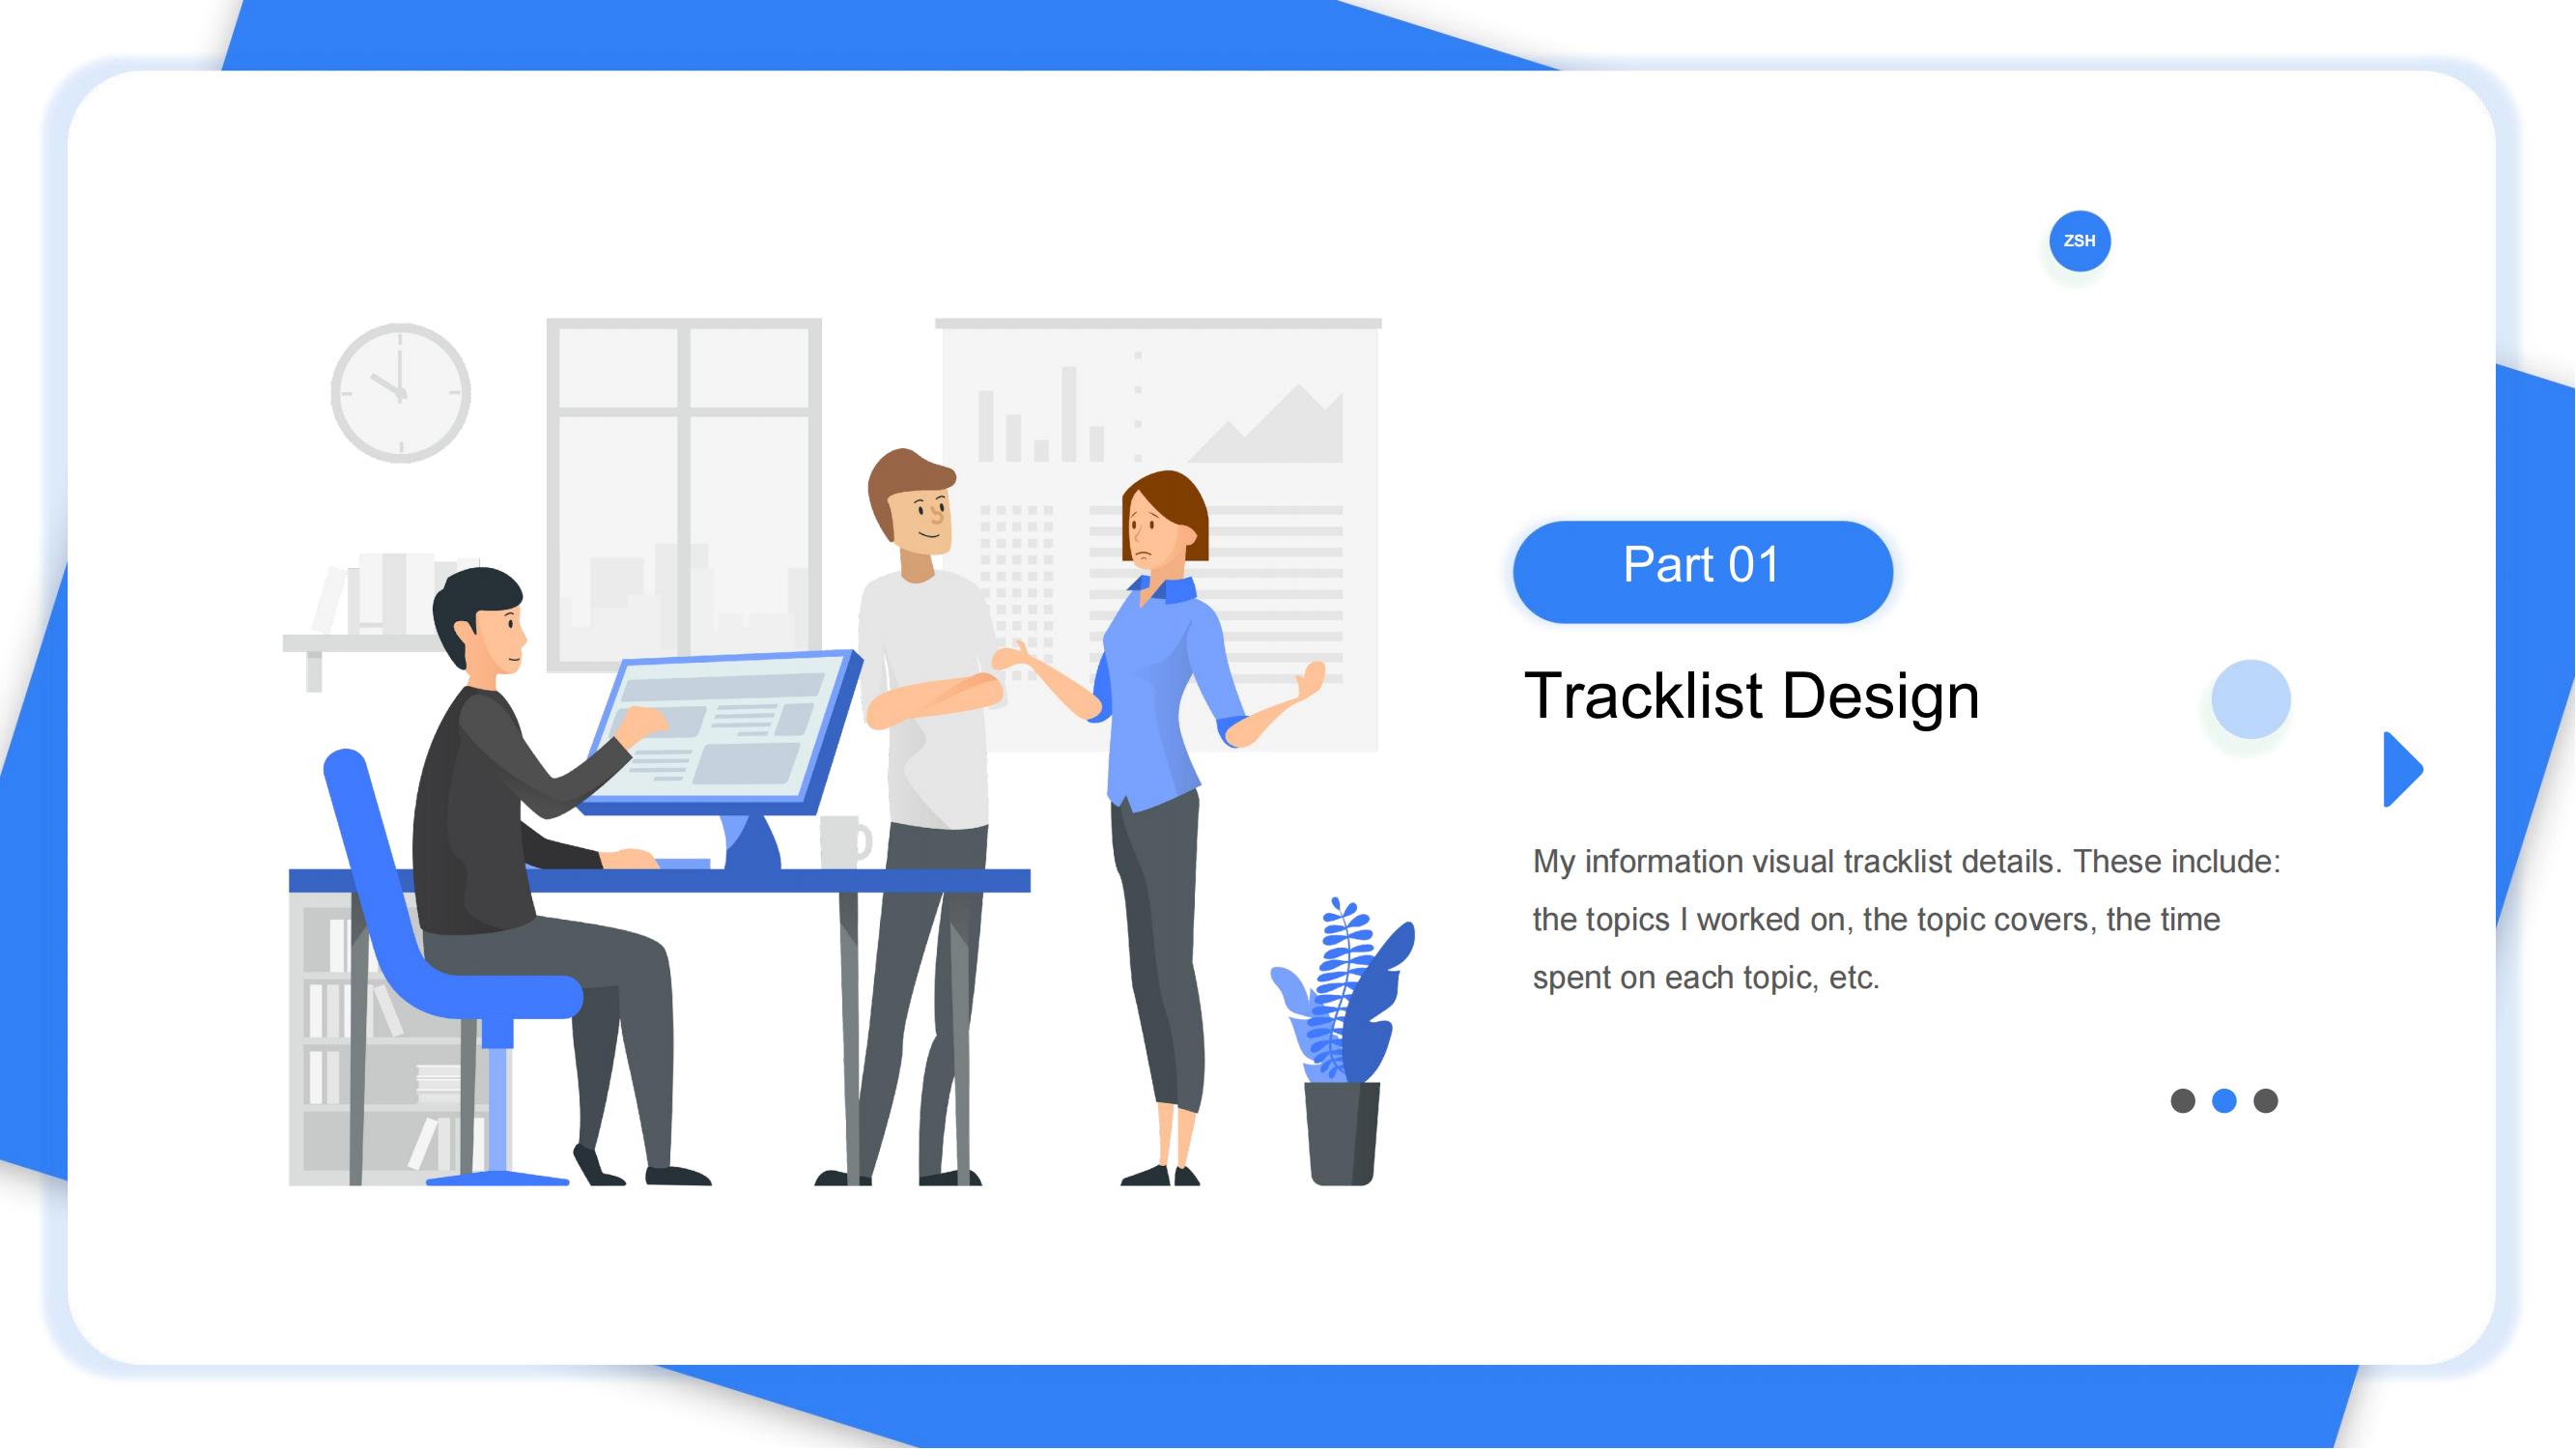 ZSH
Part 01
Tracklist Design
My information visual tracklist details. These include:
the topics I worked on, the topic covers, the time
spent on each topic, etc.